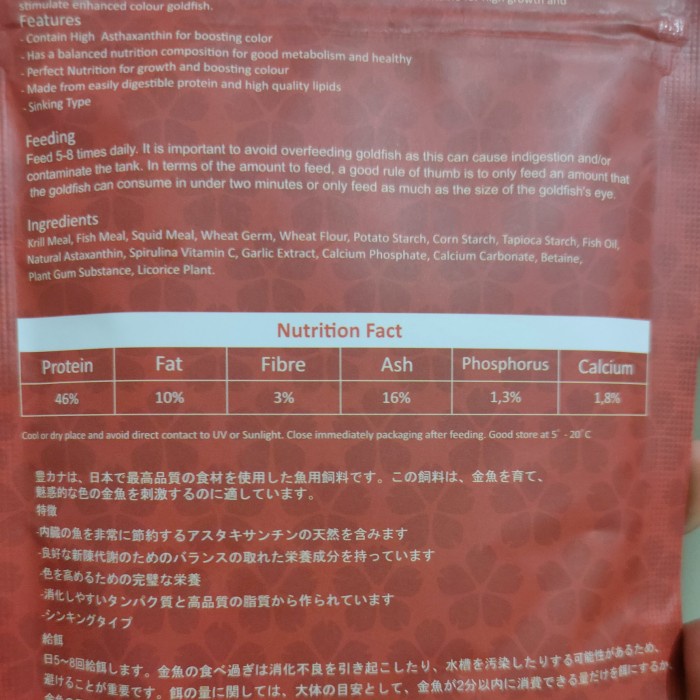 stimulate enhanced colour goldfish. high growth and
Features
- Contain High Asthaxanthin for boosting color
- Has a balanced nutrition composition for good metabolism and healthy
- Perfect Nutrition for growth and boosting colour
- Made from easily digestible protein and high quality lipids
- Sinking Type
Feeding
Feed 5-8 times daily. It is important to avoid overfeeding goldfish as this can cause indigestion and/or
contaminate the tank. In terms of the amount to feed, a good rule of thumb is to only feed an amount that
the goldfish can consume in under two minutes or only feed as much as the size of the goldfish's eye.
Ingredients
Krill Meal, Fish Meal, Squid Meal, Wheat Germ, Wheat Flour, Potato Starch, Corn Starch, Tapioca Starch, Fish Oil,
Natural Astaxanthin, Spirulina Vitamin C, Garlic Extract, Calcium Phosphate, Calcium Carbonate, Betaine,
Plant Gum Substance, Licorice Plant.
Nutrition Fact
Protein Fat Fibre Ash Phosphorus Calcium
46% 10% 3% 16% 1,3% 1,8%
Cool or dry place and avoid direct contact to UV or Sunlight. Close immediately packaging after feeding. Good store at 5° - 20°C
豊カナは、日本で最高品質の食材を使用した魚用飼料です。この飼料は、金魚を育て、
魅惑的な色の金魚を刺激するのに適しています。
特徴
-内臓の魚を非常に節約するアスタキサンチンの天然を含みます
-良好な新陳代謝のためのバランスの取れた栄養成分を持っています
-色を高めるための完璧な栄養
-消化しやすいタンパク質と高品質の脂質から作られています
-シンキングタイプ
給餌
日5~8回給餌します。金魚の食べ過ぎは消化不良を引き起こしたり、水槽を汚染したりする可能性があるため、
避けることが重要です。餌の量に関しては、大体の目安として、金魚が2分以内に消費できる量だけを餌にするか、